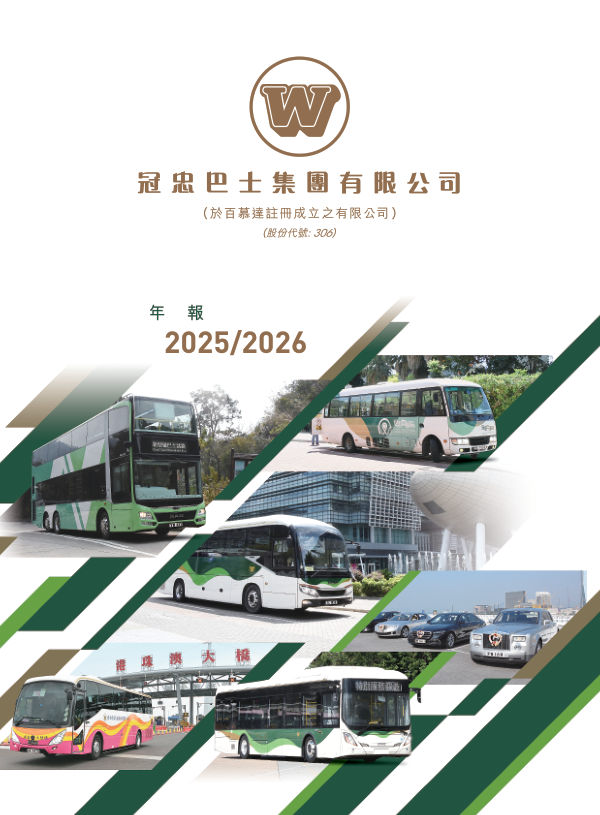 W
冠忠巴士集團有限公司
(於百慕達註冊成立之有限公司)
(股份代號: 306)
年 報
2025/2026
港珠澳大橋